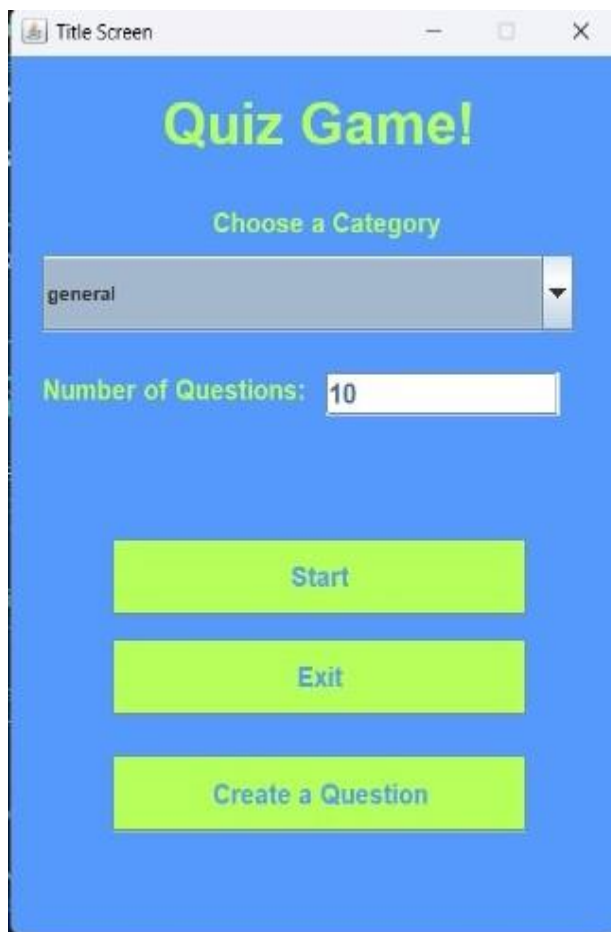 Title Screen
Quiz Game!
Choose a Category
general
Number of Questions: 10
Start
Exit
Create a Question